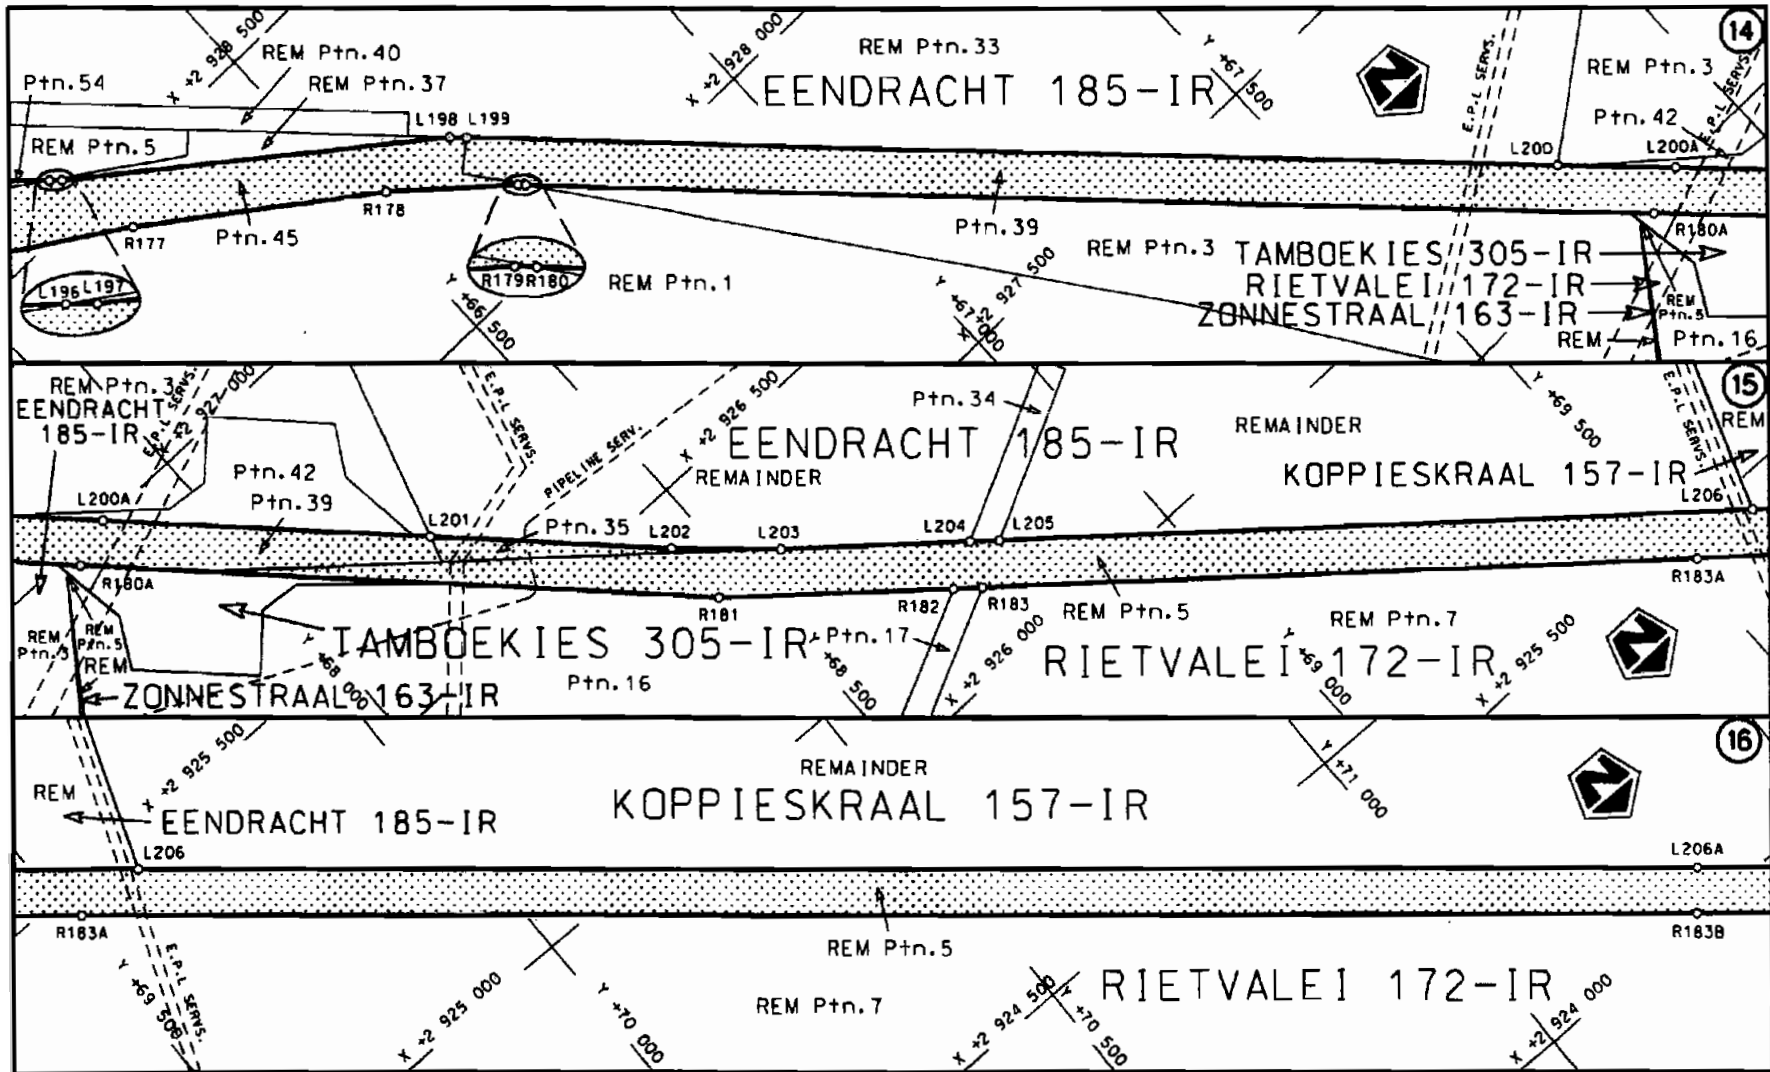 14
X +2 928 500
REM Ptn.40
X +2 928 000
REM Ptn.33
Y +67 500
E.P.L SERVS.
REM Ptn.3
E.P.L SERVS.
Ptn.54
REM Ptn.37
EENDRACHT 185-IR
Ptn.42
L198 L199
REM Ptn.5
L200
L200A
R178
R177
Ptn.45
Ptn.39
R180A
REM Ptn.3
TAMBOEKIES 305-IR
L196 L197
R179 R180
REM Ptn.1
Y +66 500
Y +67 000
X +2 927 500
RIETVALEI 172-IR
ZONNESTRAAL 163-IR
REM Ptn.5
REM
Ptn.16
15
REM Ptn.3
EENDRACHT
185-IR
E.P.L SERVS.
X +2 927 000
E.P.L SERVS.
PIPELINE SERV.
X +2 926 500
Ptn.34
EENDRACHT 185-IR
REMAINDER
REMAINDER
Y +69 500
E.P.L SERVS.
REM
KOPPIESKRAAL 157-IR
Ptn.42
L200A
Ptn.39
L201
Ptn.35
L202
L203
L204
L205
L206
R180A
R181
R182
R183
Ptn.17
REM Ptn.5
REM Ptn.7
R183A
REM
Ptn.3
REM
Ptn.5
REM
TAMBOEKIES 305-IR
Y +68 000
Y +68 500
X +2 926 000
RIETVALEI 172-IR
Y +69 000
X +2 925 500
ZONNESTRAAL 163-IR
Ptn.16
16
X +2 925 500
REM
EENDRACHT 185-IR
REMAINDER
KOPPIESKRAAL 157-IR
Y +71 000
L206
L206A
R183A
REM Ptn.5
R183B
E.P.L SERVS.
Y +69 500
X +2 925 000
Y +70 000
REM Ptn.7
X +2 924 500
Y +70 500
RIETVALEI 172-IR
X +2 924 000